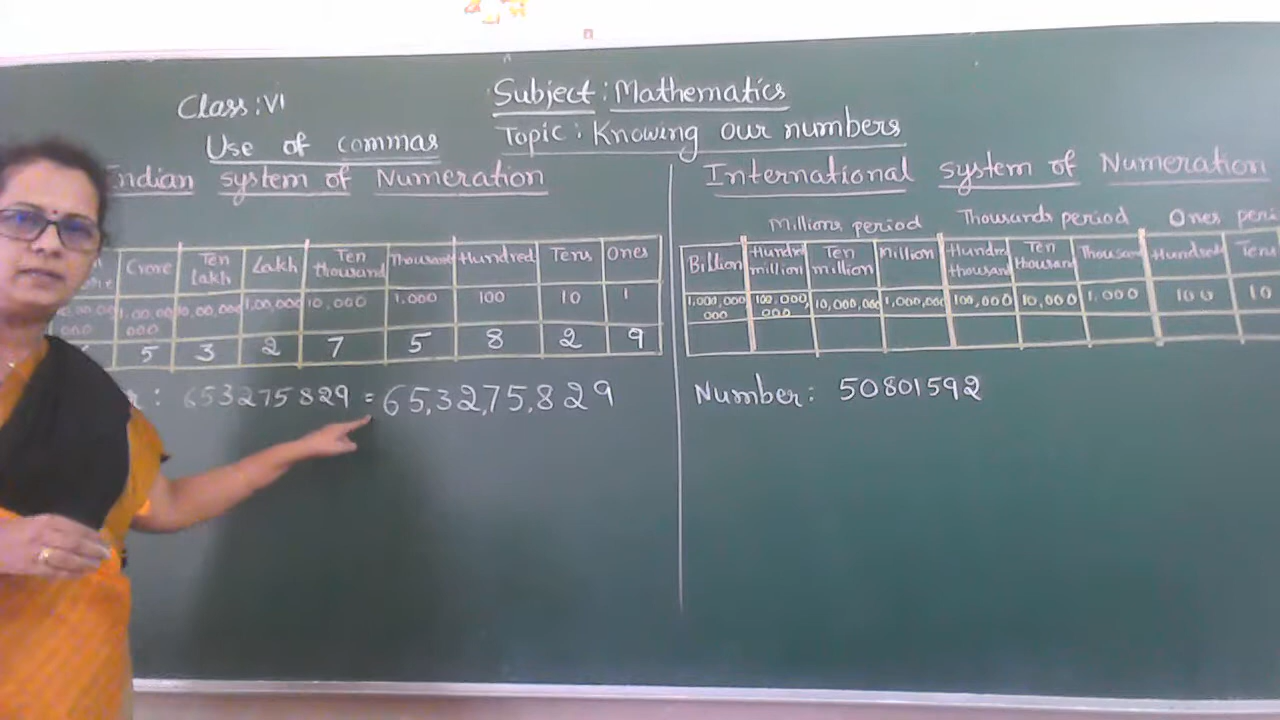 Class: VI
Subject: Mathematics
Use of commas
Topic: Knowing our numbers
Indian system of Numeration
Crore Ten lakh Lakh Ten thousand Thousand Hundred Tens Ones
1,00,00,000 10,00,000 1,00,000 10,000 1,000 100 10 1
5 3 2 7 5 8 2 9
: 653275829 = 65,32,75,829
International system of Numeration
Millions period Thousands period Ones peri
Billion Hundred million Ten million Million Hundred thousand Ten thousand Thousand Hundred Tens
1,000,000,000 100,000,000 10,000,000 1,000,000 100,000 10,000 1,000 100 10
Number: 50801592